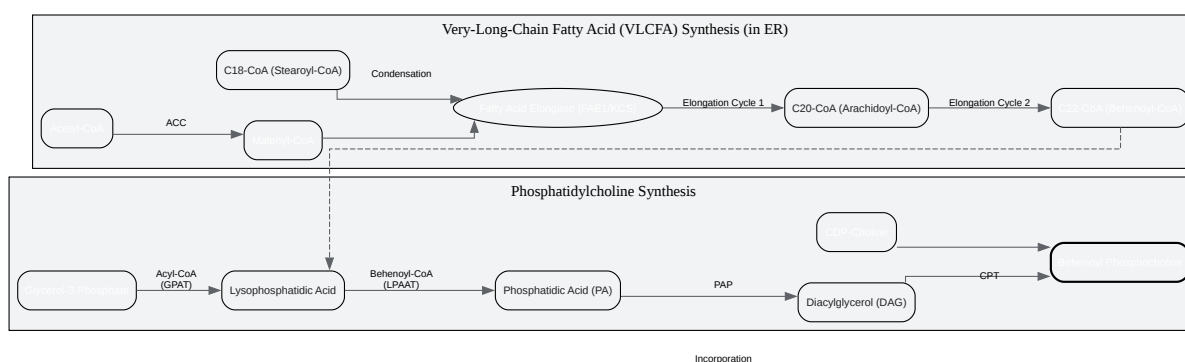 Very-Long-Chain Fatty Acid (VLCFA) Synthesis (in ER)
C18-CoA (Stearoyl-CoA)
Condensation
Fatty Acid Elongase (FAE1/KCS)
Elongation Cycle 1
C20-CoA (Arachidoyl-CoA)
Elongation Cycle 2
C22-CoA (Behenoyl-CoA)
Acetyl-CoA
ACC
Malonyl-CoA
Phosphatidylcholine Synthesis
CDP-Choline
Behenoyl Phosphocholine
Glycerol-3-Phosphate
Acyl-CoA
(GPAT)
Lysophosphatidic Acid
Behenoyl-CoA
(LPAAT)
Phosphatidic Acid (PA)
PAP
Diacylglycerol (DAG)
CPT
Incorporation